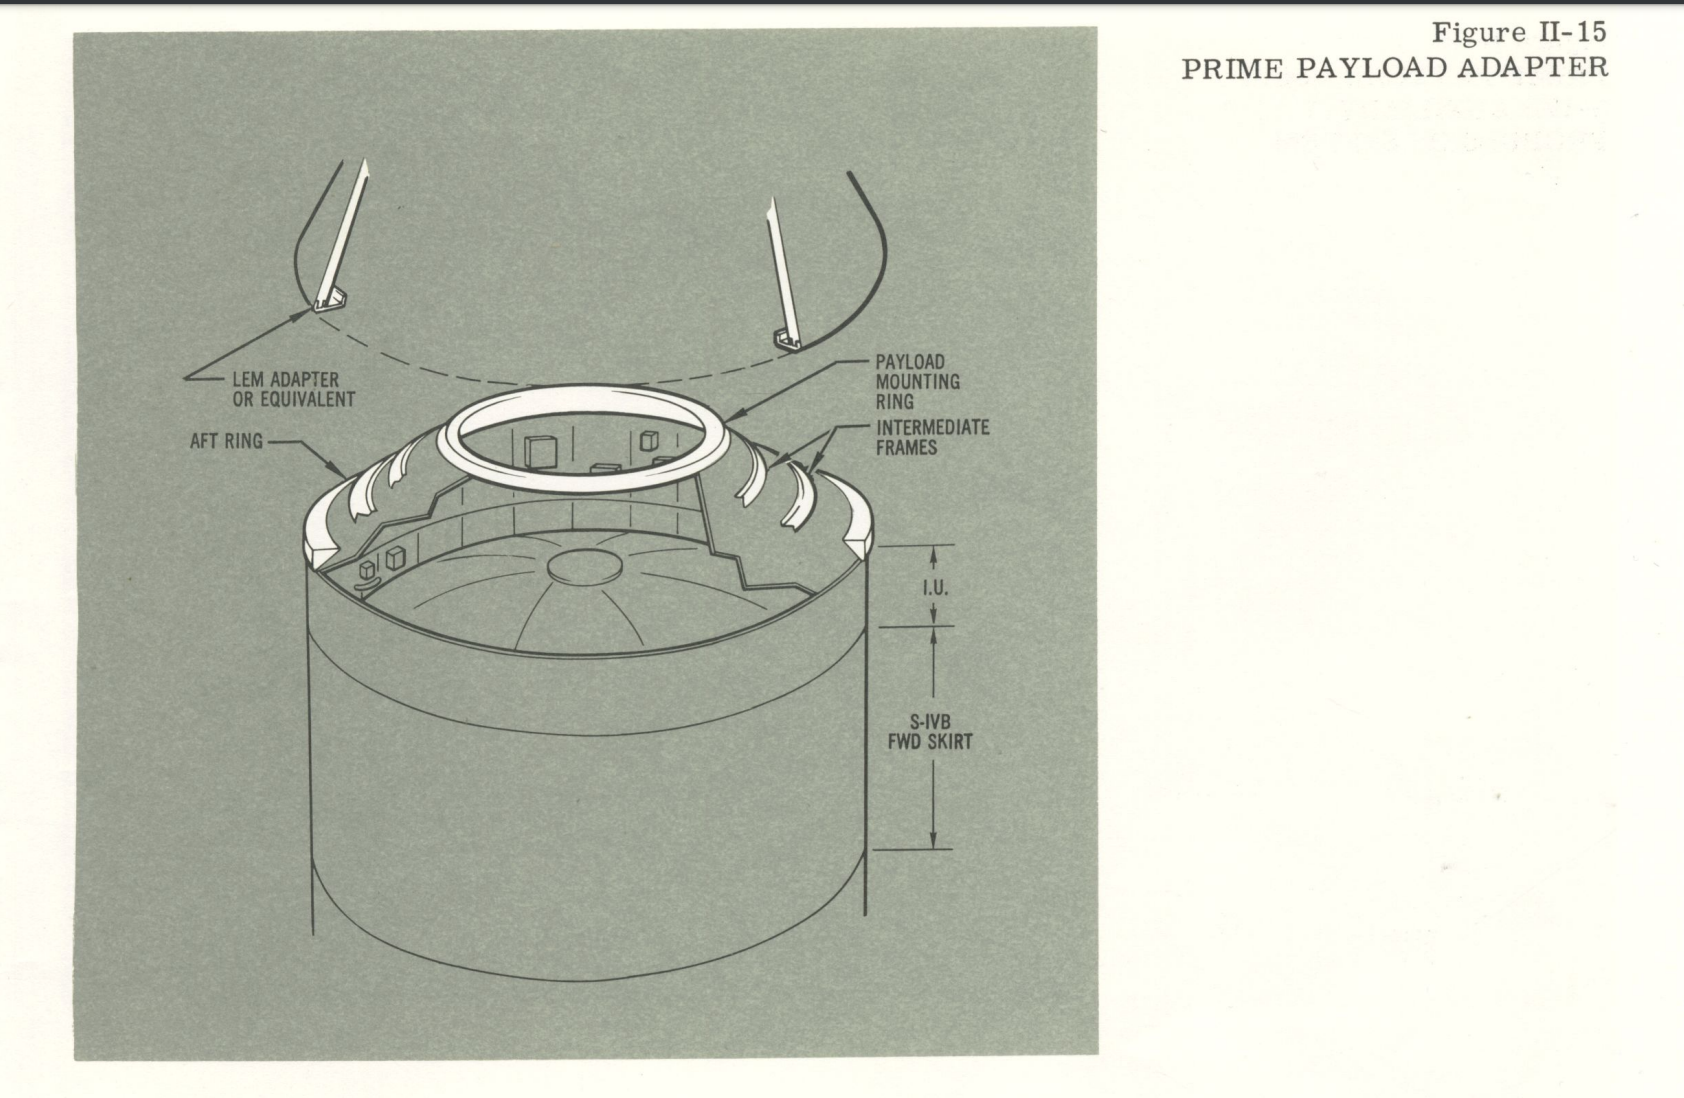 Figure II-15
PRIME PAYLOAD ADAPTER
LEM ADAPTER
OR EQUIVALENT
AFT RING
PAYLOAD
MOUNTING
RING
INTERMEDIATE
FRAMES
I.U.
S-IVB
FWD SKIRT